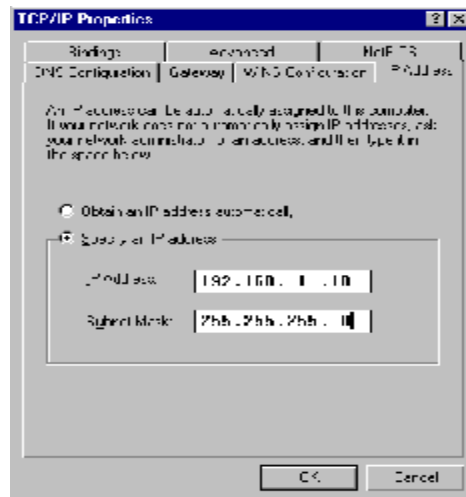 TCP/IP Properties
Bindings Advanced NetBIOS
DNS Configuration Gateway WINS Configuration IP Address
An IP address can be automatically assigned to this computer.
If your network does not automatically assign IP addresses, ask
your network administrator for an address, and then type it in
the space below.
Obtain an IP address automatically
Specify an IP address
IP Address:
192.168. 1 .10
Subnet Mask:
255.255.255. 0
OK Cancel